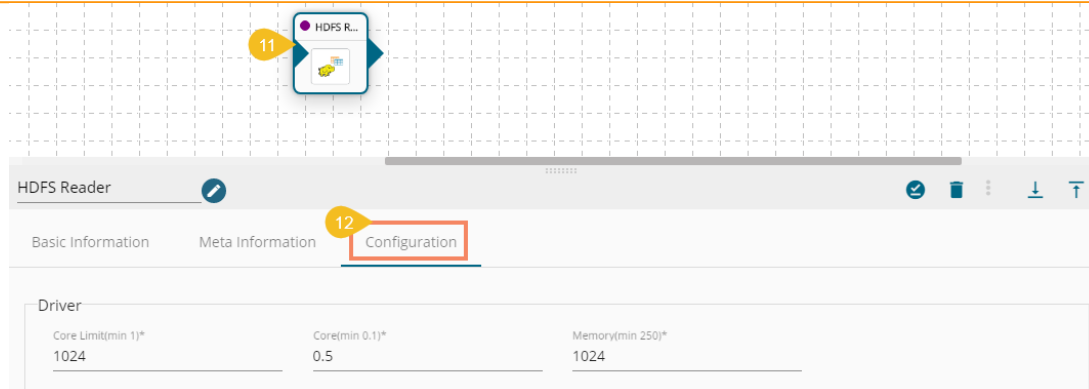 HDFS R...
11
HDFS Reader
12
Basic Information Meta Information Configuration
Driver
Core Limit(min 1)* Core(min 0.1)* Memory(min 250)*
1024 0.5 1024